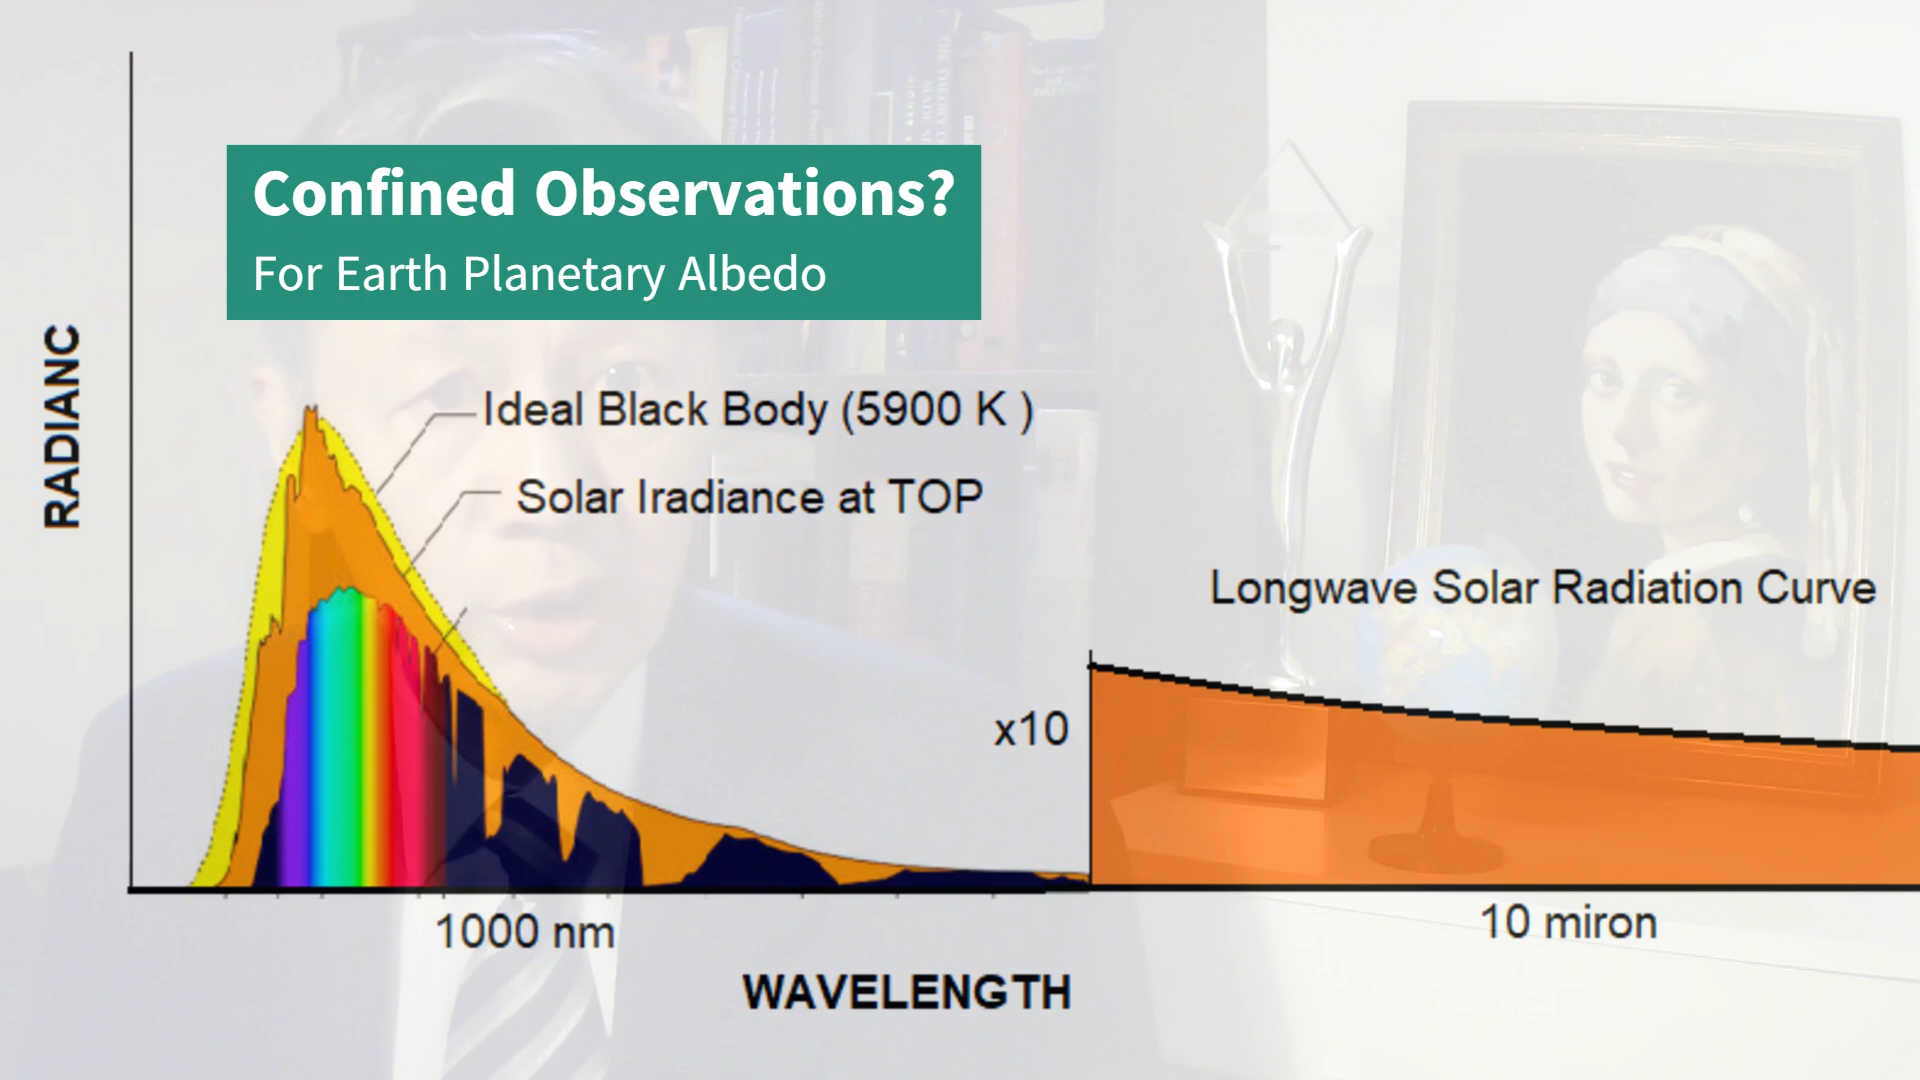 Confined Observations?
For Earth Planetary Albedo
RADIANC
Ideal Black Body (5900 K )
Solar Iradiance at TOP
Longwave Solar Radiation Curve
x10
1000 nm
10 miron
WAVELENGTH